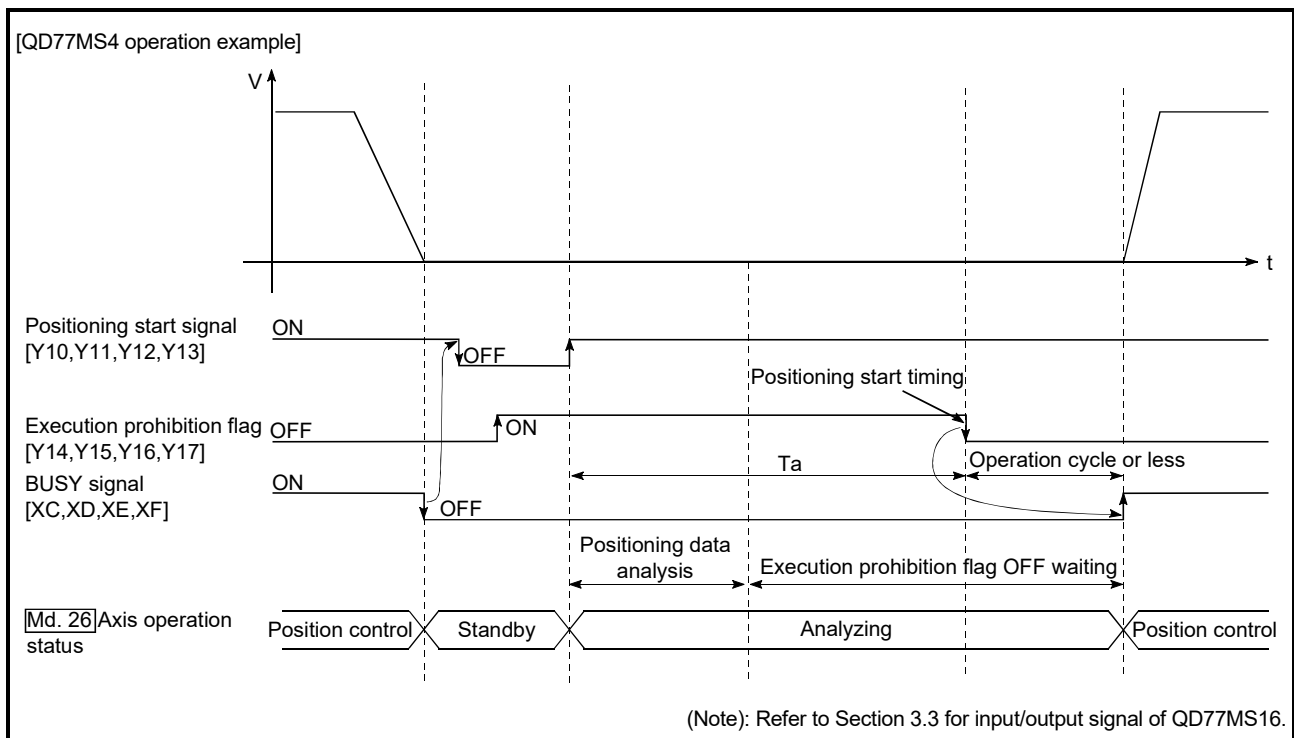 [QD77MS4 operation example]
V
t
Positioning start signal
[Y10,Y11,Y12,Y13]
ON
OFF
Positioning start timing
Execution prohibition flag
[Y14,Y15,Y16,Y17]
OFF
ON
Ta
Operation cycle or less
BUSY signal
[XC,XD,XE,XF]
ON
OFF
Positioning data
analysis
Execution prohibition flag OFF waiting
Md. 26 Axis operation
status
Position control
Standby
Analyzing
Position control
(Note): Refer to Section 3.3 for input/output signal of QD77MS16.